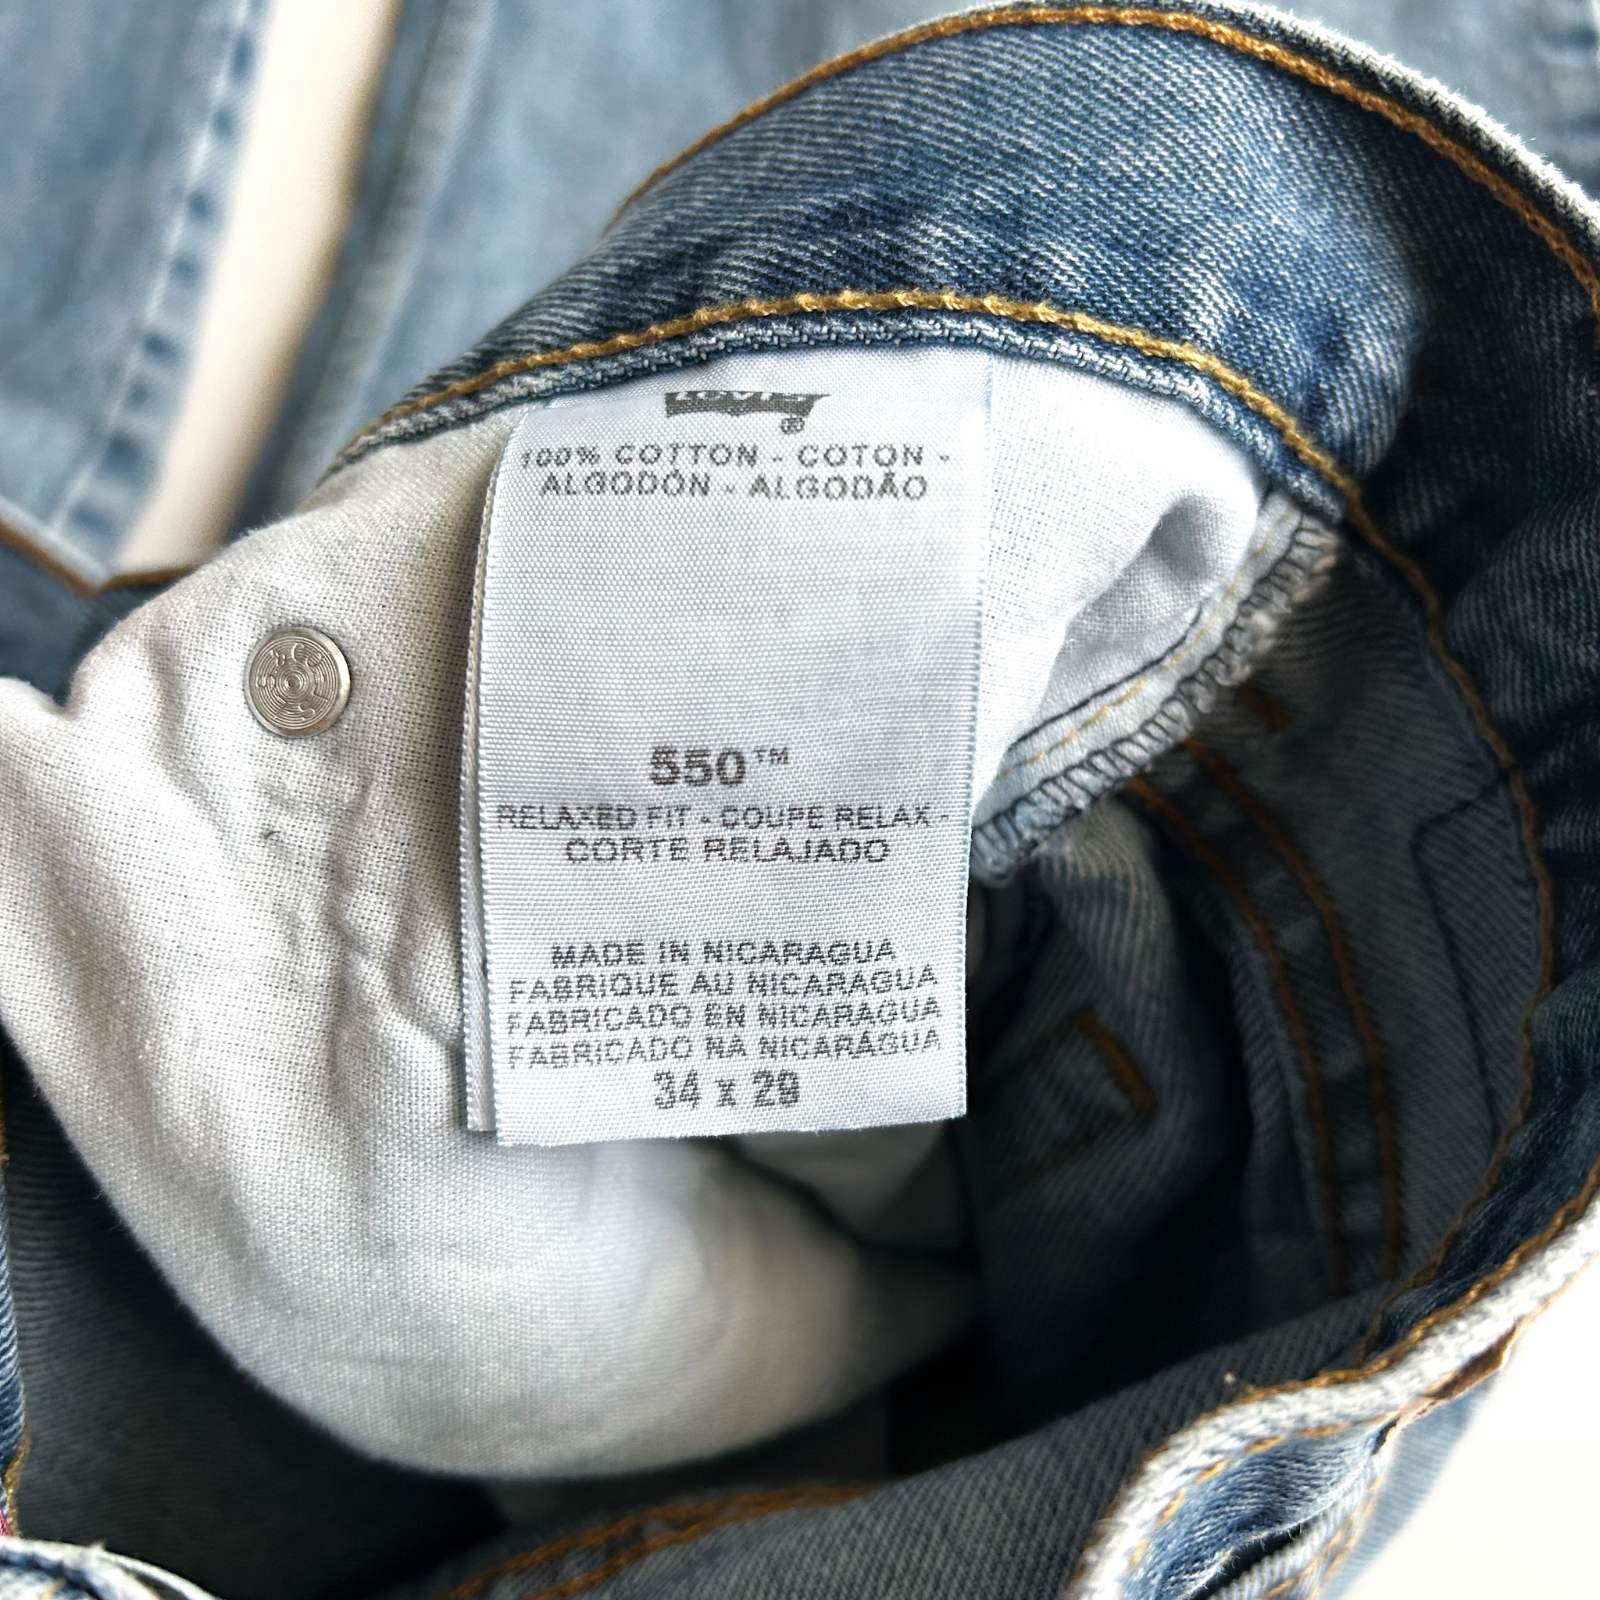 100% COTTON - COTON -
ALGODÓN - ALGODÃO
550™
RELAXED FIT - COUPE RELAX -
CORTE RELAJADO
MADE IN NICARAGUA
FABRIQUE AU NICARAGUA
FABRICADO EN NICARAGUA
FABRICADO NA NICARÁGUA
34 x 29